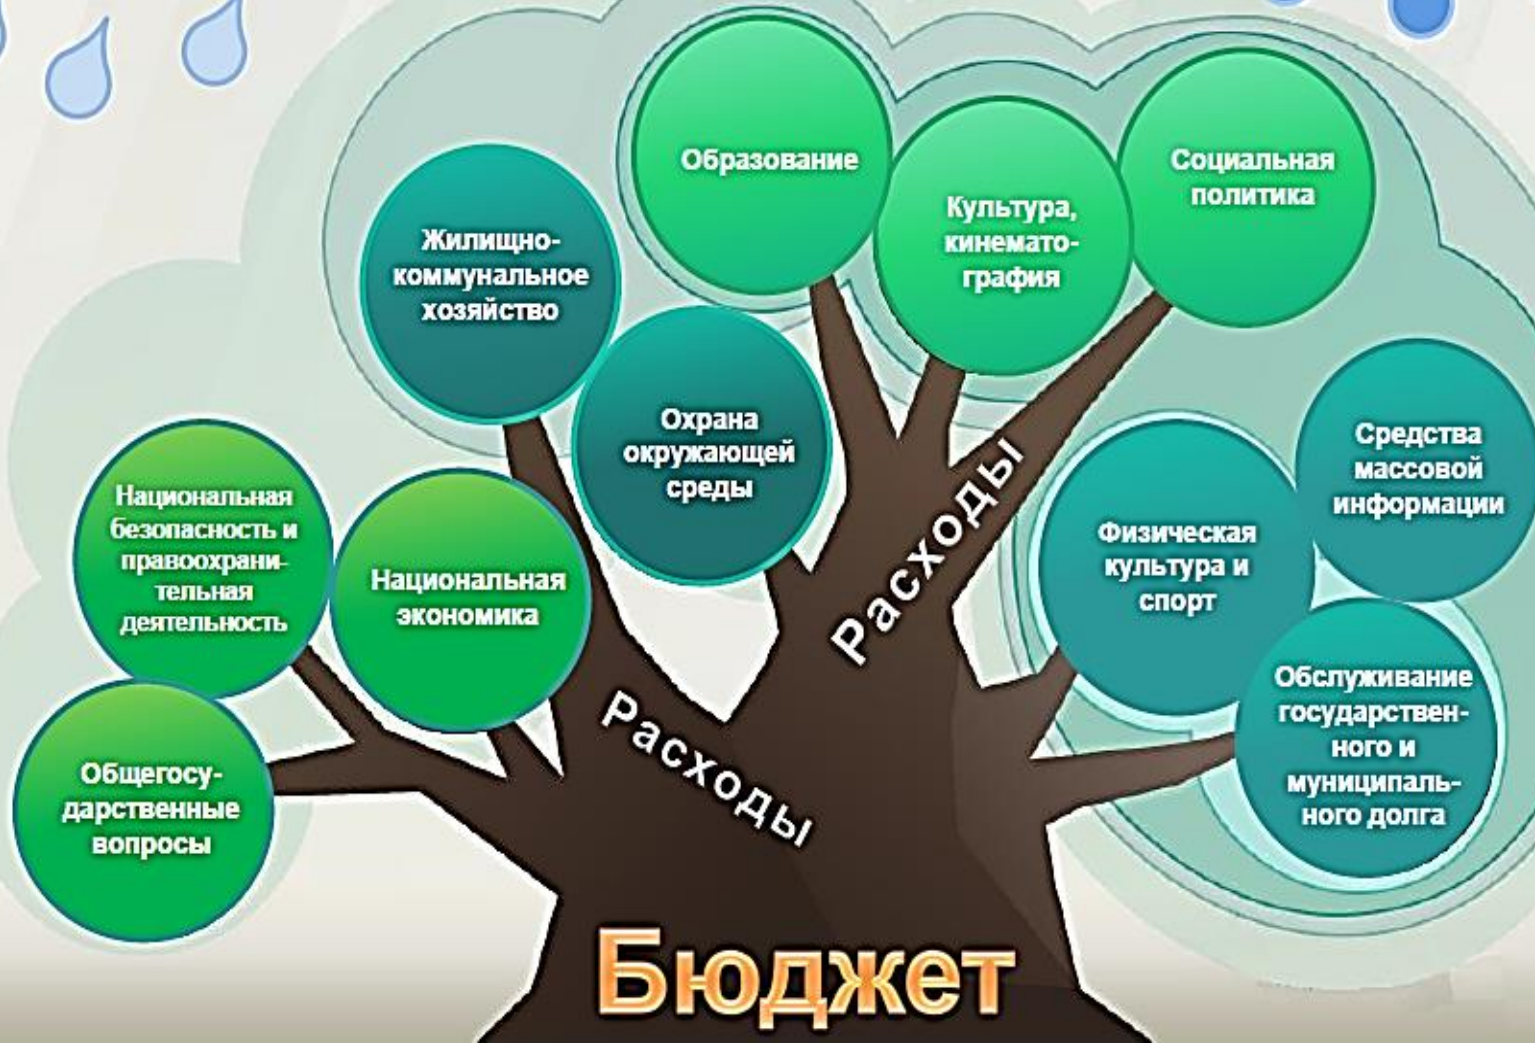 Образование
Культура,
кинемато-
графия
Социальная
политика
Жилищно-
коммунальное
хозяйство
Охрана
окружающей
среды
Национальная
безопасность и
правоохрани-
тельная
деятельность
Национальная
экономика
Общегосу-
дарственные
вопросы
Средства
массовой
информации
Физическая
культура и
спорт
Обслуживание
государствен-
ного и
муниципаль-
ного долга
Расходы
Расходы
Бюджет